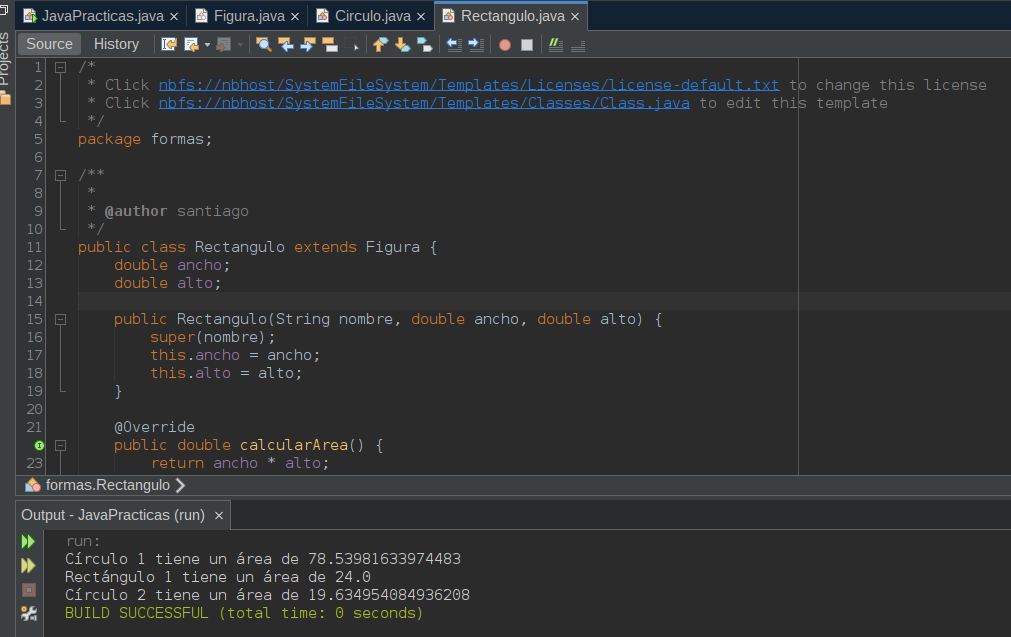 JavaPracticas.java × Figura.java × Circulo.java × Rectangulo.java ×
Projects
Source History
1 /*
2 * Click nbfs://nbhost/SystemFileSystem/Templates/Licenses/license-default.txt to change this license
3 * Click nbfs://nbhost/SystemFileSystem/Templates/Classes/Class.java to edit this template
4 */
5 package formas;
6
7 /**
8 *
9 * @author santiago
10 */
11 public class Rectangulo extends Figura {
12 double ancho;
13 double alto;
14
15 public Rectangulo(String nombre, double ancho, double alto) {
16 super(nombre);
17 this.ancho = ancho;
18 this.alto = alto;
19 }
20
21 @Override
public double calcularArea() {
23 return ancho * alto;
formas.Rectangulo
Output - JavaPracticas (run) ×
run:
Círculo 1 tiene un área de 78.53981633974483
Rectángulo 1 tiene un área de 24.0
Círculo 2 tiene un área de 19.634954084936208
BUILD SUCCESSFUL (total time: 0 seconds)